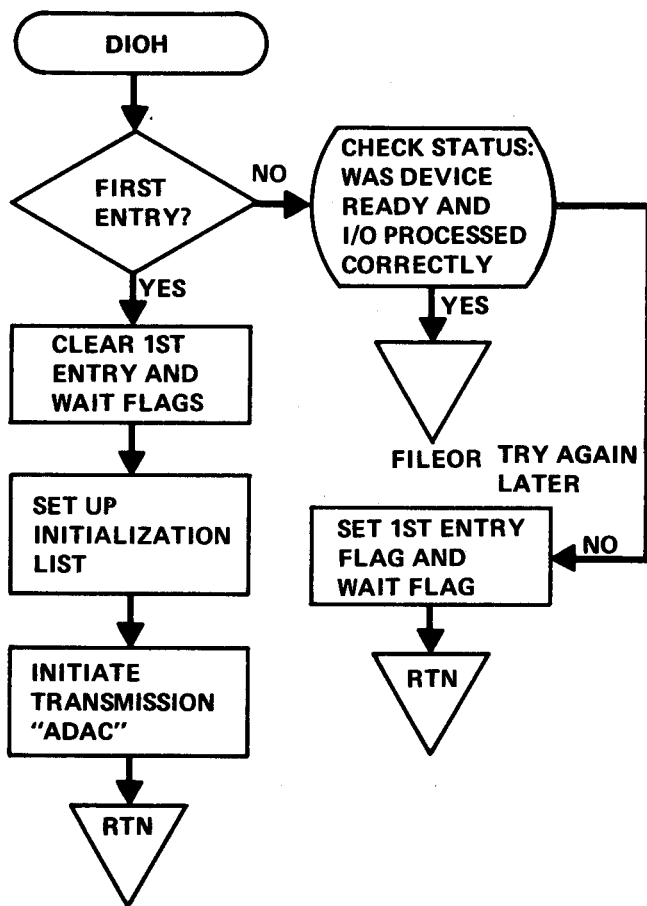 DIOH
FIRST
ENTRY?
NO
YES
CHECK STATUS:
WAS DEVICE
READY AND
I/O PROCESSED
CORRECTLY
YES
FILEOR
TRY AGAIN
LATER
NO
SET 1ST ENTRY
FLAG AND
WAIT FLAG
RTN
CLEAR 1ST
ENTRY AND
WAIT FLAGS
SET UP
INITIALIZATION
LIST
INITIATE
TRANSMISSION
"ADAC"
RTN